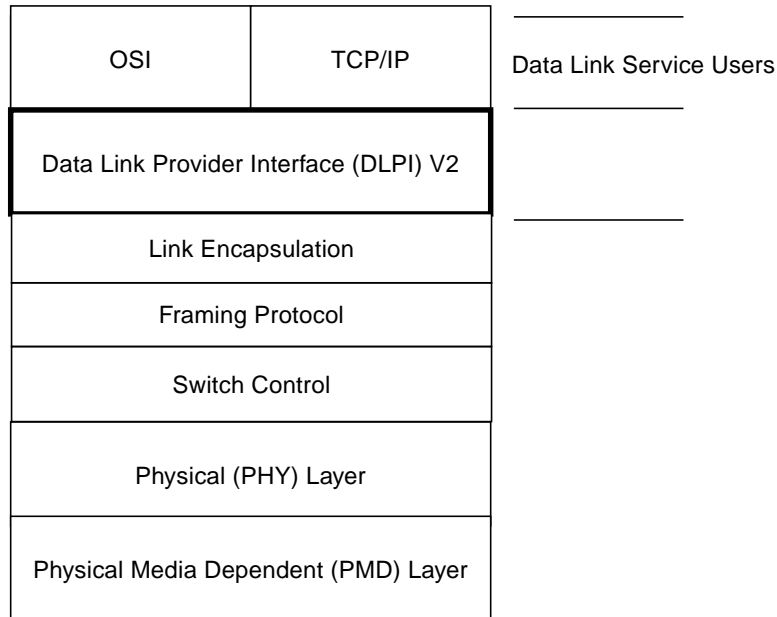 OSI
TCP/IP
Data Link Service Users
Data Link Provider Interface (DLPI) V2
Link Encapsulation
Framing Protocol
Switch Control
Physical (PHY) Layer
Physical Media Dependent (PMD) Layer